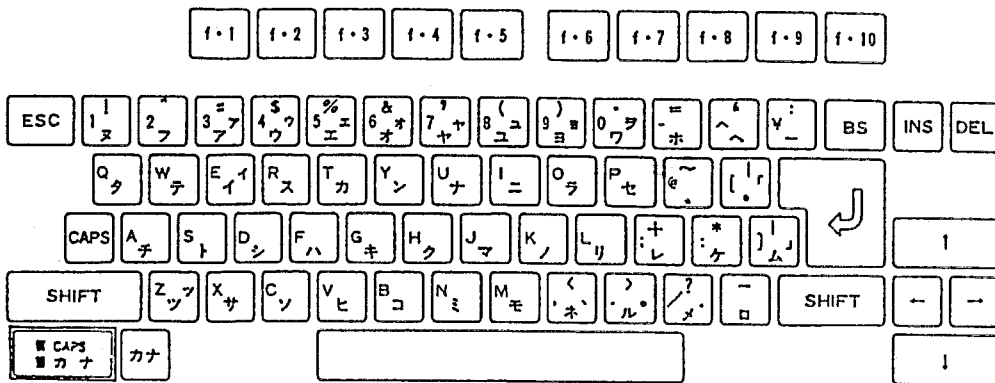 f・1 f・2 f・3 f・4 f・5 f・6 f・7 f・8 f・9 f・10
ESC ! 1 ヌ " 2 フ # 3 ァ ア $ 4 ゥ ウ % 5 ェ エ & 6 ォ オ ' 7 ャ ヤ ( 8 ュ ユ ) 9 ョ ヨ 0 ヲ ワ = - ホ ^ ヘ ¥ ー BS INS DEL
Q タ W テ E ィ イ R ス T カ Y ン U ナ I ニ O ラ P セ ~ @ ゛ [ 「 ゜
CAPS A チ S ト D シ F ハ G キ H ク J マ K ノ L リ + レ * : ケ ] 」 ム ↑
SHIFT Z ッ ツ X サ C ソ V ヒ B コ N ミ M モ < 、 ネ > 。 ル ? / ・ メ _ ロ SHIFT ← →
CAPS
カナ カナ ↓